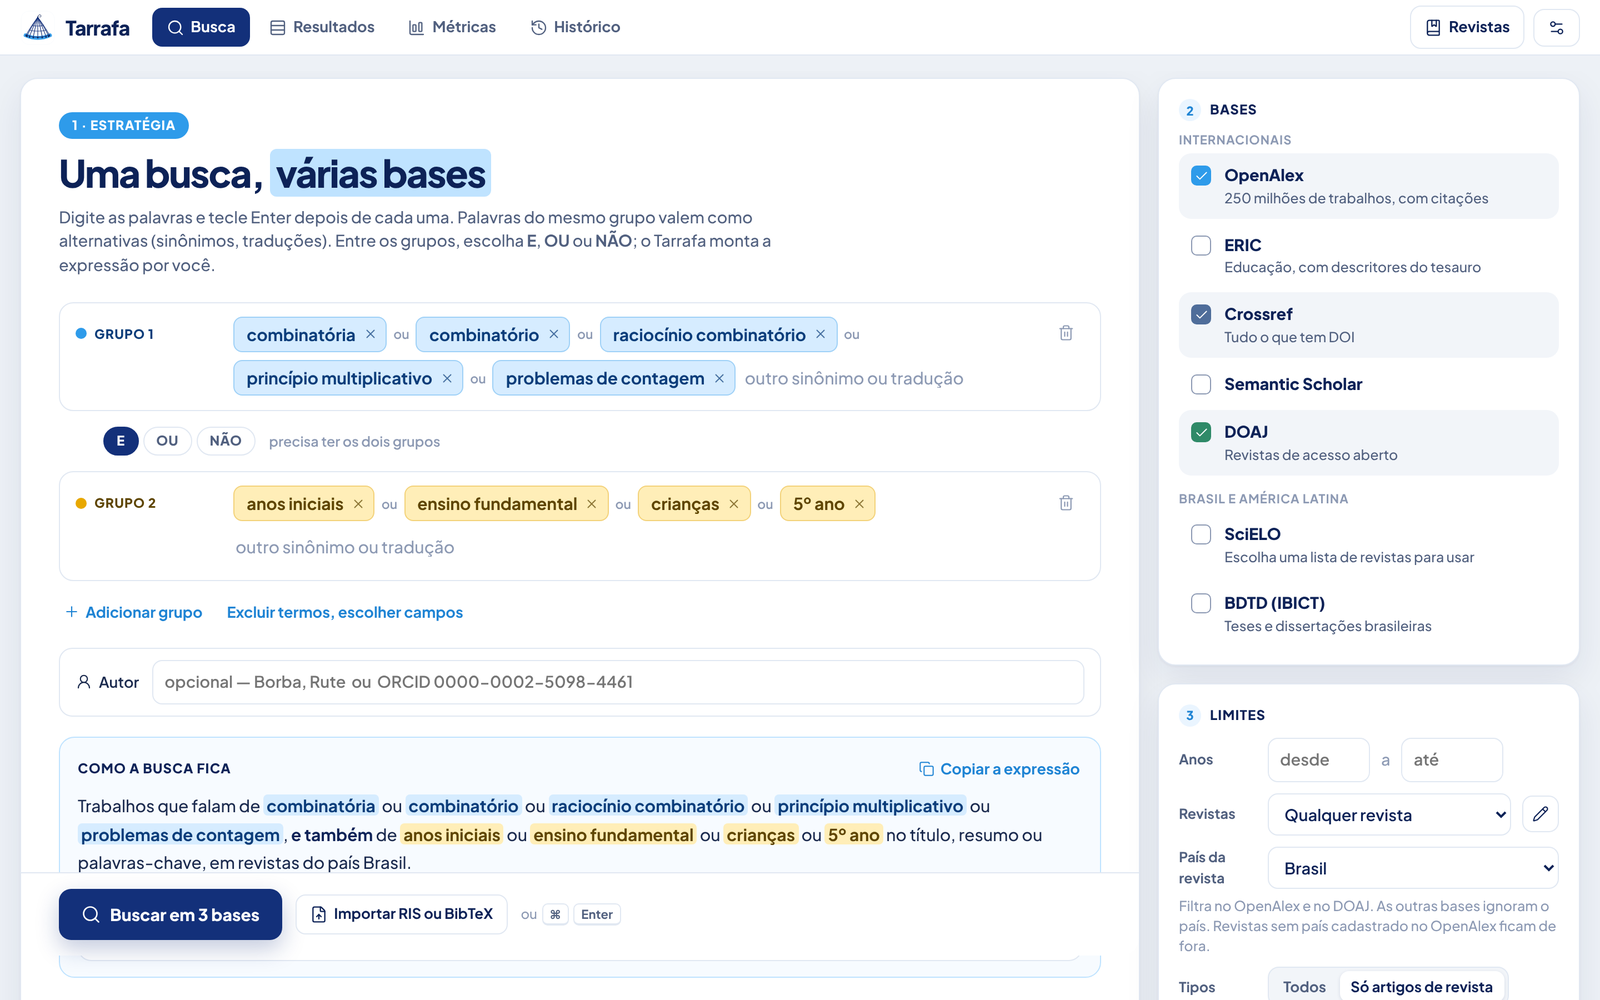 Tarrafa
Busca
Resultados
Métricas
Histórico
Revistas
1 · ESTRATÉGIA
Uma busca, várias bases
Digite as palavras e tecle Enter depois de cada uma. Palavras do mesmo grupo valem como
alternativas (sinônimos, traduções). Entre os grupos, escolha E, OU ou NÃO; o Tarrafa monta a
expressão por você.
GRUPO 1
combinatória × ou combinatório × ou raciocínio combinatório × ou
princípio multiplicativo × ou problemas de contagem × outro sinônimo ou tradução
E OU NÃO precisa ter os dois grupos
GRUPO 2
anos iniciais × ou ensino fundamental × ou crianças × ou 5º ano ×
outro sinônimo ou tradução
+ Adicionar grupo
Excluir termos, escolher campos
Autor
opcional — Borba, Rute ou ORCID 0000-0002-5098-4461
COMO A BUSCA FICA
Copiar a expressão
Trabalhos que falam de combinatória ou combinatório ou raciocínio combinatório ou princípio multiplicativo ou
problemas de contagem, e também de anos iniciais ou ensino fundamental ou crianças ou 5º ano no título, resumo ou
palavras-chave, em revistas do país Brasil.
Buscar em 3 bases
Importar RIS ou BibTeX
ou ⌘ Enter
2 BASES
INTERNACIONAIS
OpenAlex
250 milhões de trabalhos, com citações
ERIC
Educação, com descritores do tesauro
Crossref
Tudo o que tem DOI
Semantic Scholar
DOAJ
Revistas de acesso aberto
BRASIL E AMÉRICA LATINA
SciELO
Escolha uma lista de revistas para usar
BDTD (IBICT)
Teses e dissertações brasileiras
3 LIMITES
Anos desde a até
Revistas Qualquer revista
País da
revista
Brasil
Filtra no OpenAlex e no DOAJ. As outras bases ignoram o
país. Revistas sem país cadastrado no OpenAlex ficam de
fora.
Tipos Todos Só artigos de revista